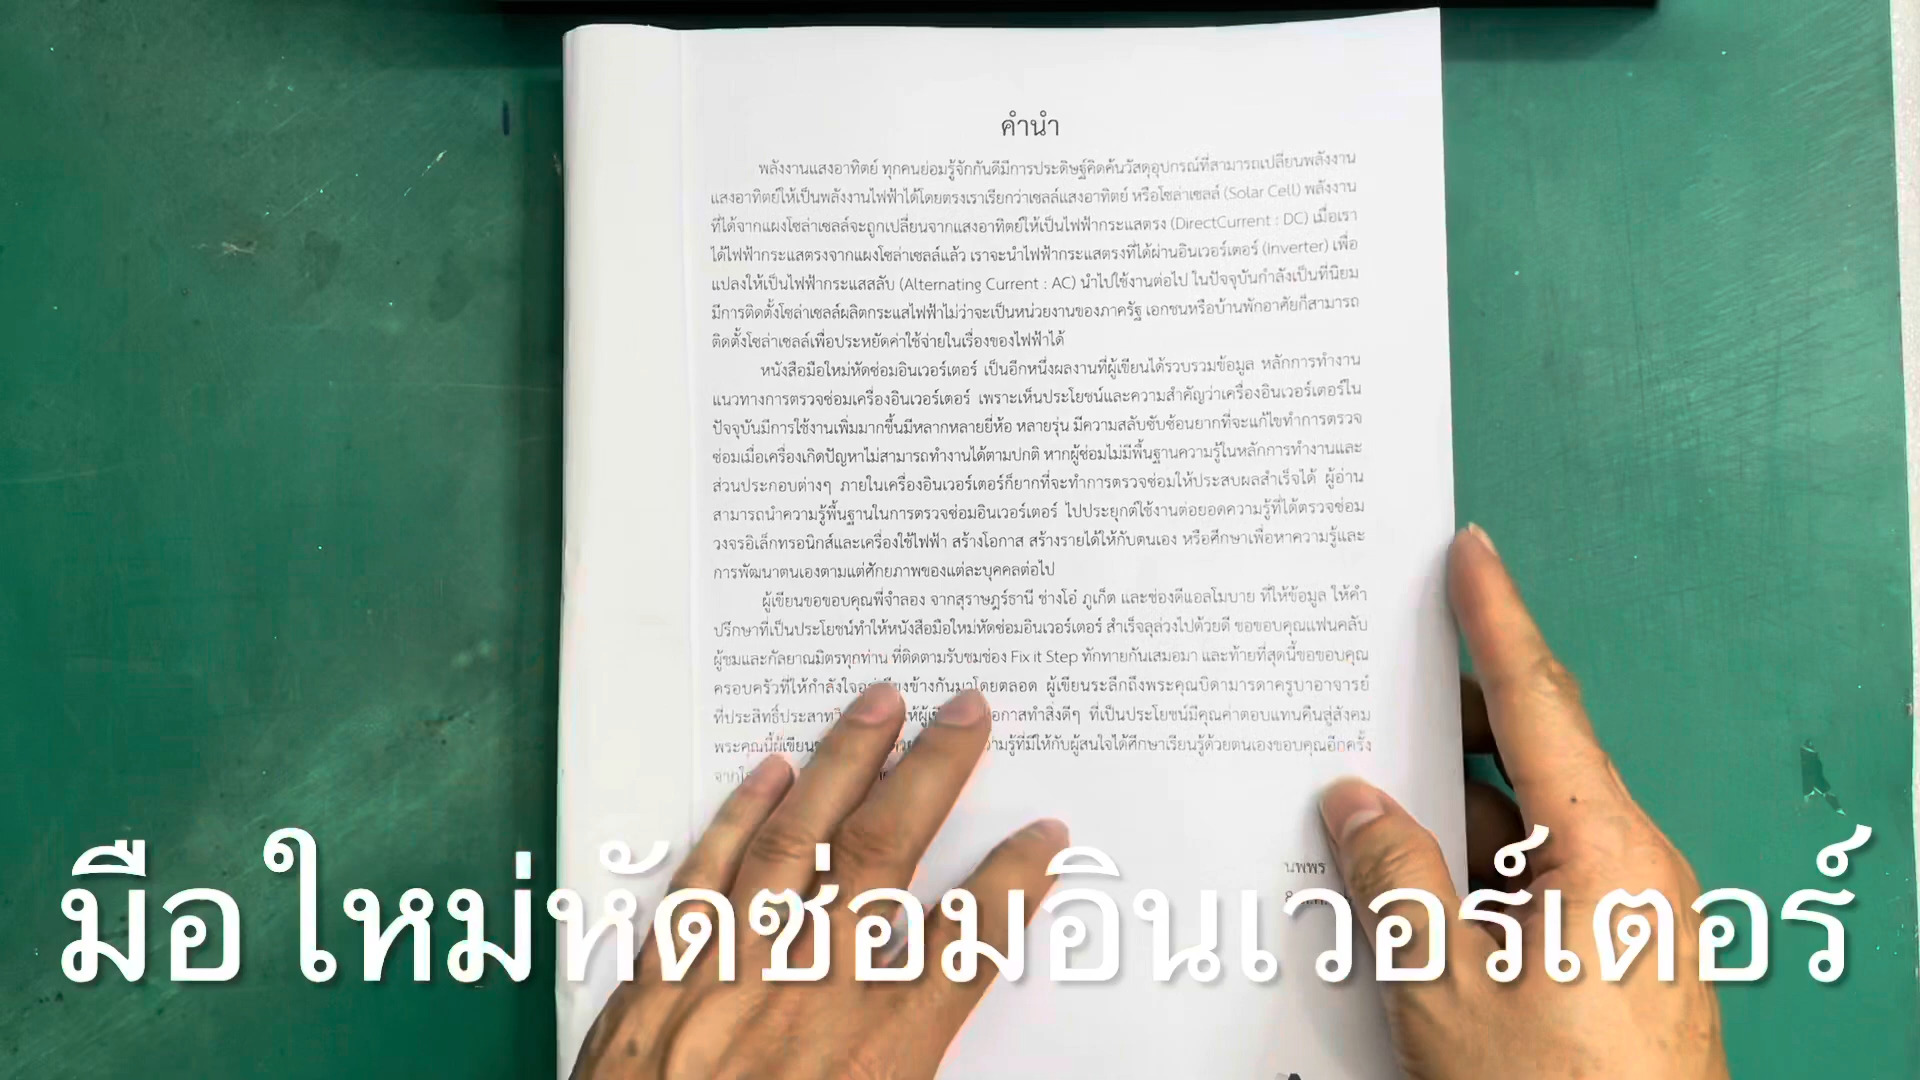 คำนำ
พลังงานแสงอาทิตย์ ทุกคนย่อมรู้จักกันดีมีการประดิษฐ์คิดค้นวัสดุอุปกรณ์ที่สามารถเปลี่ยนพลังงาน
แสงอาทิตย์ให้เป็นพลังงานไฟฟ้าได้โดยตรงเราเรียกว่าเซลล์แสงอาทิตย์ หรือโซล่าเซลล์ (Solar Cell) พลังงาน
ที่ได้จากแผงโซล่าเซลล์จะถูกเปลี่ยนจากแสงอาทิตย์ให้เป็นไฟฟ้ากระแสตรง (DirectCurrent : DC) เมื่อเรา
ได้ไฟฟ้ากระแสตรงจากแผงโซล่าเซลล์แล้ว เราจะนำไฟฟ้ากระแสตรงที่ได้ผ่านอินเวอร์เตอร์ (Inverter) เพื่อ
แปลงให้เป็นไฟฟ้ากระแสสลับ (Alternating Current : AC) นำไปใช้งานต่อไป ในปัจจุบันกำลังเป็นที่นิยม
มีการติดตั้งโซล่าเซลล์ผลิตกระแสไฟฟ้าไม่ว่าจะเป็นหน่วยงานของภาครัฐ เอกชนหรือบ้านพักอาศัยก็สามารถ
ติดตั้งโซล่าเซลล์เพื่อประหยัดค่าใช้จ่ายในเรื่องของไฟฟ้าได้
หนังสือมือใหม่หัดซ่อมอินเวอร์เตอร์ เป็นอีกหนึ่งผลงานที่ผู้เขียนได้รวบรวมข้อมูล หลักการทำงาน
แนวทางการตรวจซ่อมเครื่องอินเวอร์เตอร์ เพราะเห็นประโยชน์และความสำคัญว่าเครื่องอินเวอร์เตอร์ใน
ปัจจุบันมีการใช้งานเพิ่มมากขึ้นมีหลากหลายยี่ห้อ หลายรุ่น มีความสลับซับซ้อนยากที่จะแก้ไขทำการตรวจ
ซ่อมเมื่อเครื่องเกิดปัญหาไม่สามารถทำงานได้ตามปกติ หากผู้ซ่อมไม่มีพื้นฐานความรู้ในหลักการทำงานและ
ส่วนประกอบต่างๆ ภายในเครื่องอินเวอร์เตอร์ก็ยากที่จะทำการตรวจซ่อมให้ประสบผลสำเร็จได้ ผู้อ่าน
สามารถนำความรู้พื้นฐานในการตรวจซ่อมอินเวอร์เตอร์ ไปประยุกต์ใช้งานต่อยอดความรู้ที่ได้ตรวจซ่อม
วงจรอิเล็กทรอนิกส์และเครื่องใช้ไฟฟ้า สร้างโอกาส สร้างรายได้ให้กับตนเอง หรือศึกษาเพื่อหาความรู้และ
การพัฒนาตนเองตามแต่ศักยภาพของแต่ละบุคคลต่อไป
ผู้เขียนขอขอบคุณพี่จำลอง จากสุราษฎร์ธานี ช่างโอ๋ ภูเก็ต และช่องดีแอลโมบาย ที่ให้ข้อมูล ให้คำ
ปรึกษาที่เป็นประโยชน์ทำให้หนังสือมือใหม่หัดซ่อมอินเวอร์เตอร์ สำเร็จลุล่วงไปด้วยดี ขอขอบคุณแฟนคลับ
ผู้ชมและกัลยาณมิตรทุกท่าน ที่ติดตามรับชมช่อง Fix it Step ทักทายกันเสมอมา และท้ายที่สุดนี้ขอขอบคุณ
ครอบครัวที่ให้กำลังใจ ข้างกันมาโดยตลอด ผู้เขียนระลึกถึงพระคุณบิดามารดาครูบาอาจารย์
ที่ประสิทธิ์ประสาท โอกาสทำสิ่งดีๆ ที่เป็นประโยชน์มีคุณค่าตอบแทนคืนสู่สังคม
พระคุณนี้ผู้เขียน ความรู้ที่มีให้กับผู้สนใจได้ศึกษาเรียนรู้ด้วยตนเองขอบคุณอีกครั้ง
นพพร
มือใหม่หัดซ่อมอินเวอร์เตอร์